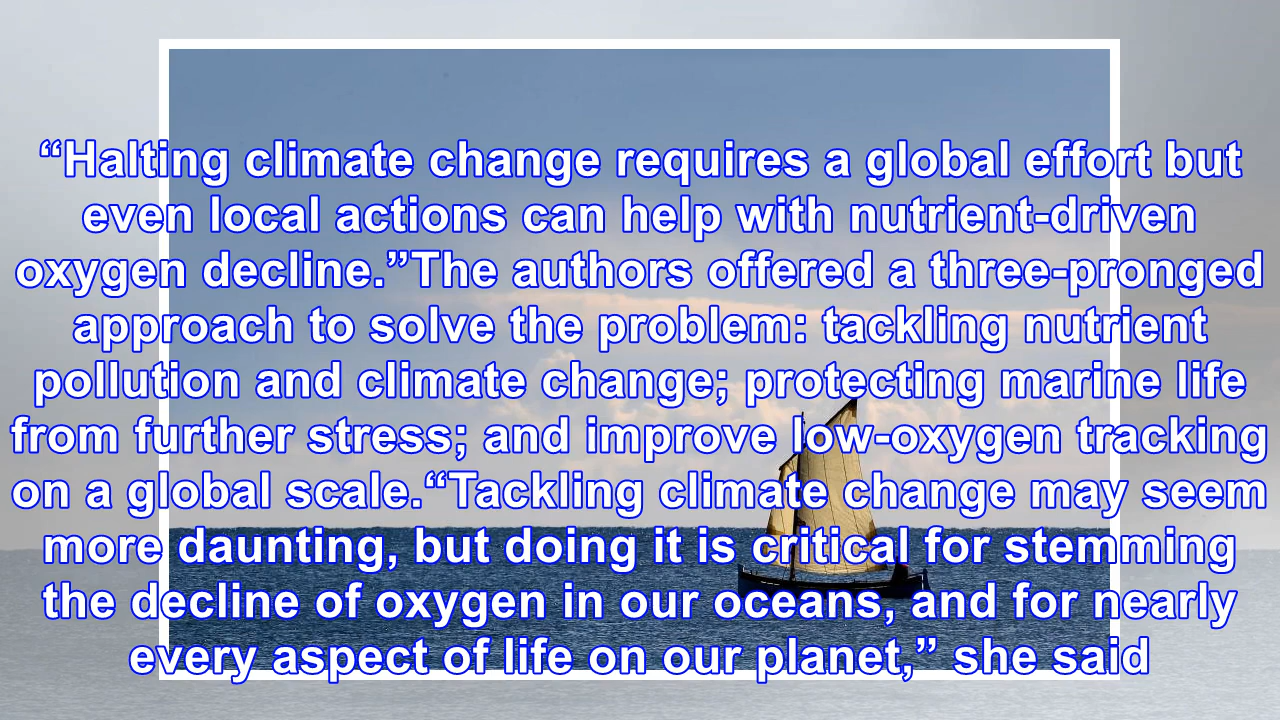 “Halting climate change requires a global effort but
even local actions can help with nutrient-driven
oxygen decline.”The authors offered a three-pronged
approach to solve the problem: tackling nutrient
pollution and climate change; protecting marine life
from further stress; and improve low-oxygen tracking
on a global scale.“Tackling climate change may seem
more daunting, but doing it is critical for stemming
the decline of oxygen in our oceans, and for nearly
every aspect of life on our planet,” she said